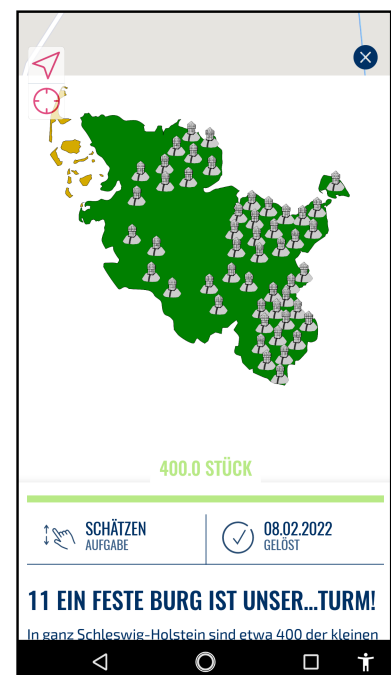 400.0 STÜCK
SCHÄTZEN
AUFGABE
08.02.2022
GELÖST
11 EIN FESTE BURG IST UNSER...TURM!
In ganz Schleswig-Holstein sind etwa 400 der kleinen